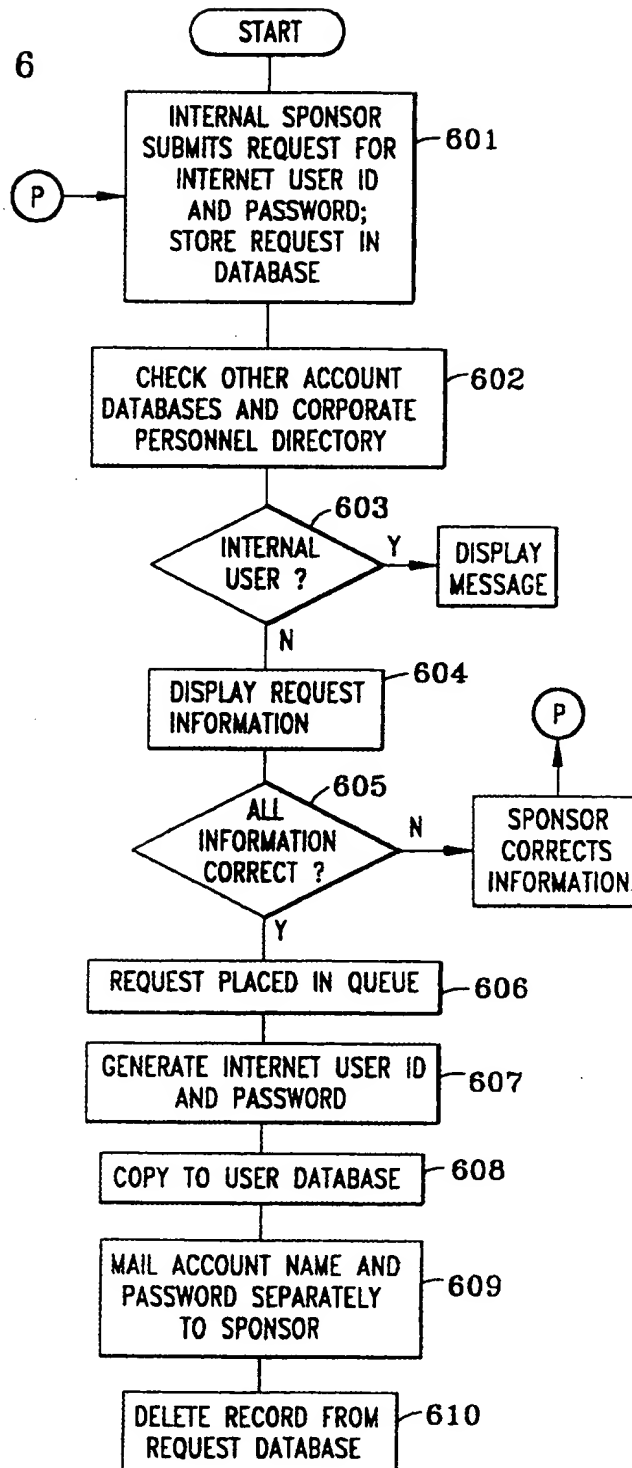 START
6
INTERNAL SPONSOR
SUBMITS REQUEST FOR
INTERNET USER ID
AND PASSWORD;
STORE REQUEST IN
DATABASE
601
P
CHECK OTHER ACCOUNT
DATABASES AND CORPORATE
PERSONNEL DIRECTORY
602
603
INTERNAL
USER ?
Y
DISPLAY
MESSAGE
N
604
DISPLAY REQUEST
INFORMATION
P
605
ALL
INFORMATION
CORRECT ?
N
SPONSOR
CORRECTS
INFORMATION
Y
REQUEST PLACED IN QUEUE
606
GENERATE INTERNET USER ID
AND PASSWORD
607
COPY TO USER DATABASE
608
MAIL ACCOUNT NAME AND
PASSWORD SEPARATELY
TO SPONSOR
609
DELETE RECORD FROM
REQUEST DATABASE
610